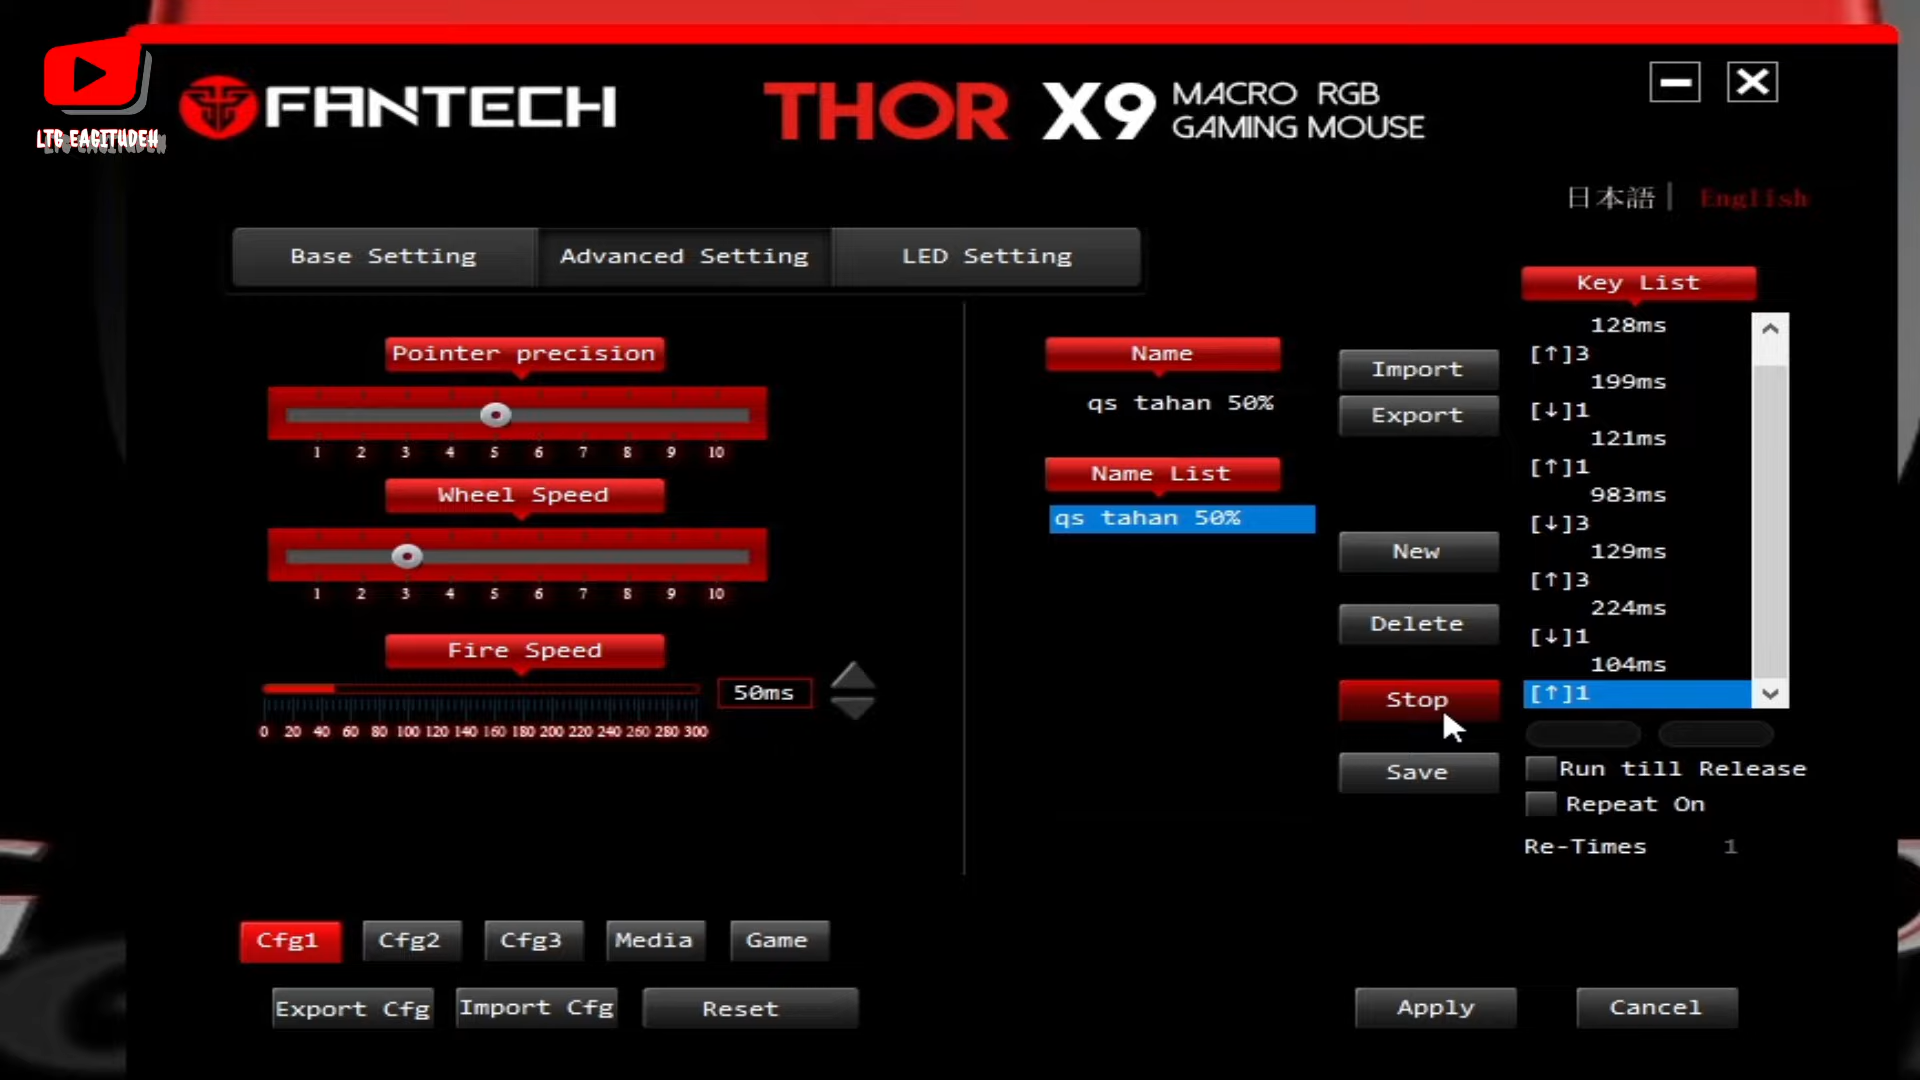 LTG EAGITUDEH
FANTECH
THOR X9 MACRO RGB GAMING MOUSE
日本語 | English
Base Setting
Advanced Setting
LED Setting
Pointer precision
1 2 3 4 5 6 7 8 9 10
Wheel Speed
1 2 3 4 5 6 7 8 9 10
Fire Speed
50ms
0 20 40 60 80 100 120 140 160 180 200 220 240 260 280 300
Name
qs tahan 50%
Name List
qs tahan 50%
Import
Export
New
Delete
Stop
Save
Key List
128ms
[↑]3
199ms
[↓]1
121ms
[↑]1
983ms
[↓]3
129ms
[↑]3
224ms
[↓]1
104ms
[↑]1
Run till Release
Repeat On
Re-Times 1
Cfg1
Cfg2
Cfg3
Media
Game
Export Cfg
Import Cfg
Reset
Apply
Cancel